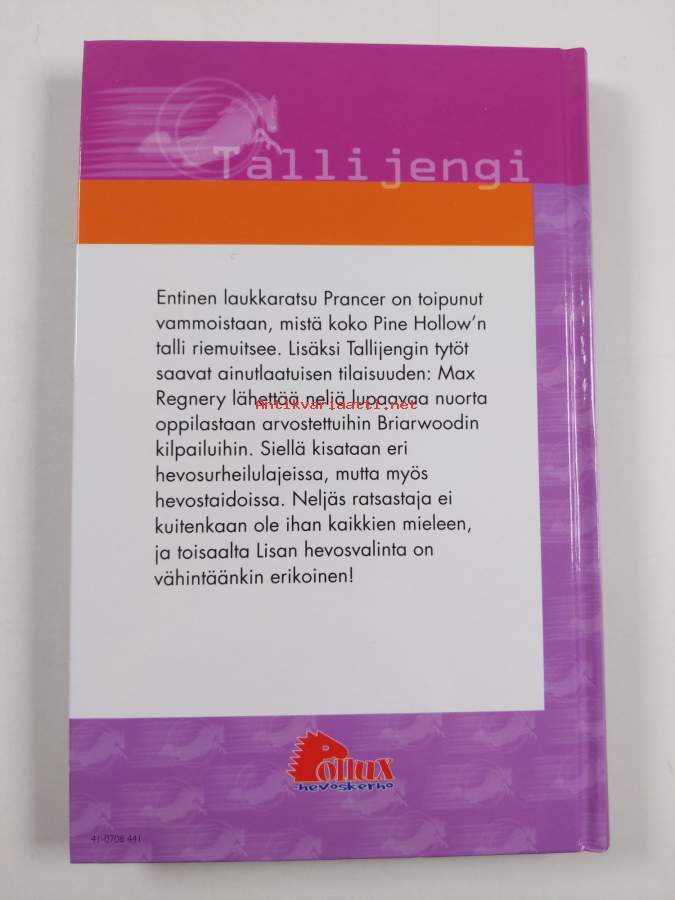 Tallijengi
Entinen laukkaratsu Prancer on toipunut
vammoistaan, mistä koko Pine Hollow'n
talli riemuitsee. Lisäksi Tallijengin tytöt
saavat ainutlaatuisen tilaisuuden: Max
Regnery lähettää neljä lupaavaa nuorta
Antikvariaatti.net
oppilastaan arvostettuihin Briarwoodin
kilpailuihin. Siellä kisataan eri
hevosurheilulajeissa, mutta myös
hevostaidoissa. Neljäs ratsastaja ei
kuitenkaan ole ihan kaikkien mieleen,
ja toisaalta Lisan hevosvalinta on
vähintäänkin erikoinen!
Pollux
-hevoskerho
41-0708 441